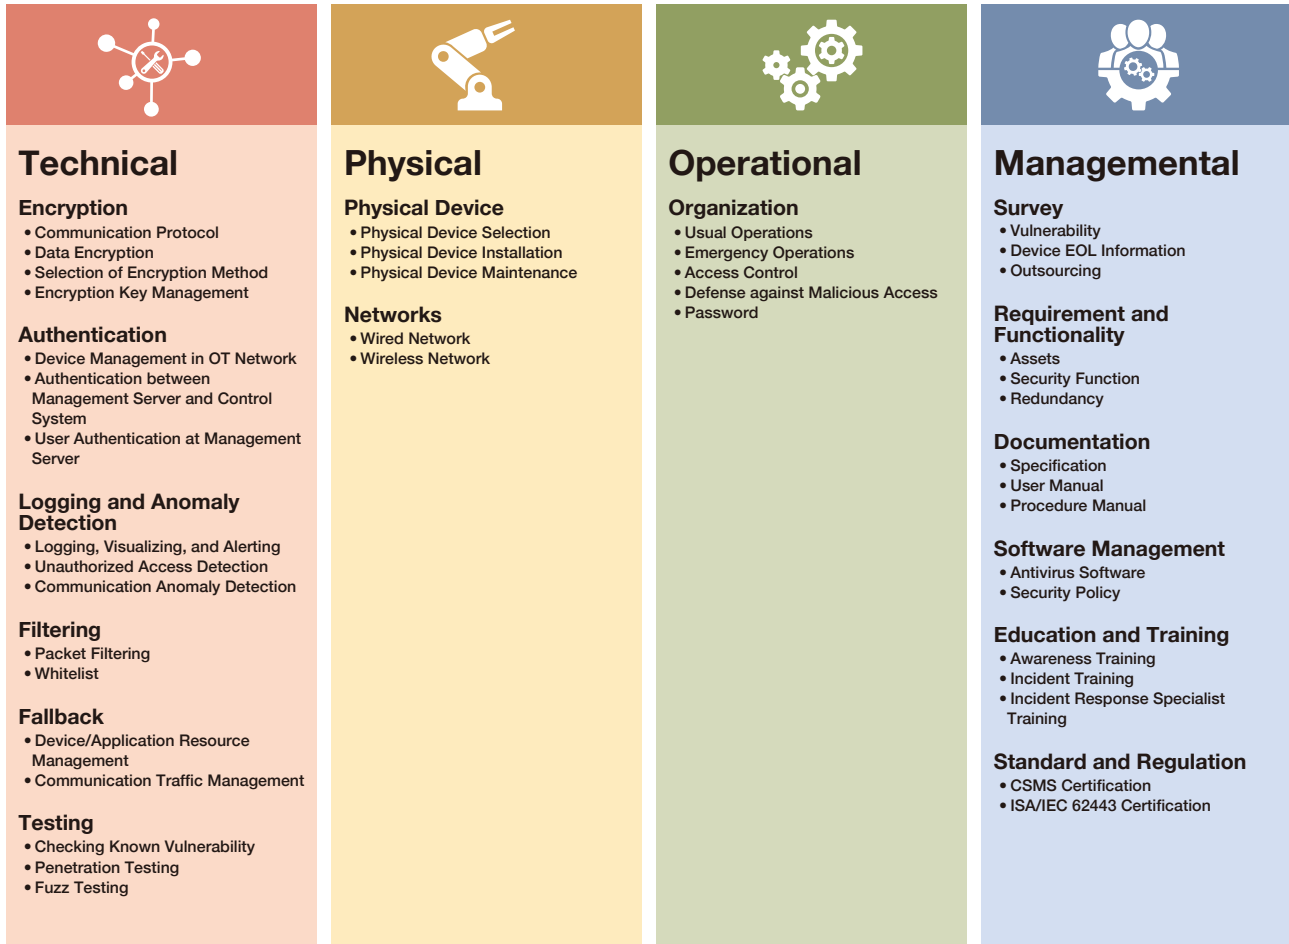 Technical
Encryption
• Communication Protocol
• Data Encryption
• Selection of Encryption Method
• Encryption Key Management
Authentication
• Device Management in OT Network
• Authentication between
Management Server and Control
System
• User Authentication at Management
Server
Logging and Anomaly
Detection
• Logging, Visualizing, and Alerting
• Unauthorized Access Detection
• Communication Anomaly Detection
Filtering
• Packet Filtering
• Whitelist
Fallback
• Device/Application Resource
Management
• Communication Traffic Management
Testing
• Checking Known Vulnerability
• Penetration Testing
• Fuzz Testing
Physical
Physical Device
• Physical Device Selection
• Physical Device Installation
• Physical Device Maintenance
Networks
• Wired Network
• Wireless Network
Operational
Organization
• Usual Operations
• Emergency Operations
• Access Control
• Defense against Malicious Access
• Password
Managemental
Survey
• Vulnerability
• Device EOL Information
• Outsourcing
Requirement and
Functionality
• Assets
• Security Function
• Redundancy
Documentation
• Specification
• User Manual
• Procedure Manual
Software Management
• Antivirus Software
• Security Policy
Education and Training
• Awareness Training
• Incident Training
• Incident Response Specialist
Training
Standard and Regulation
• CSMS Certification
• ISA/IEC 62443 Certification